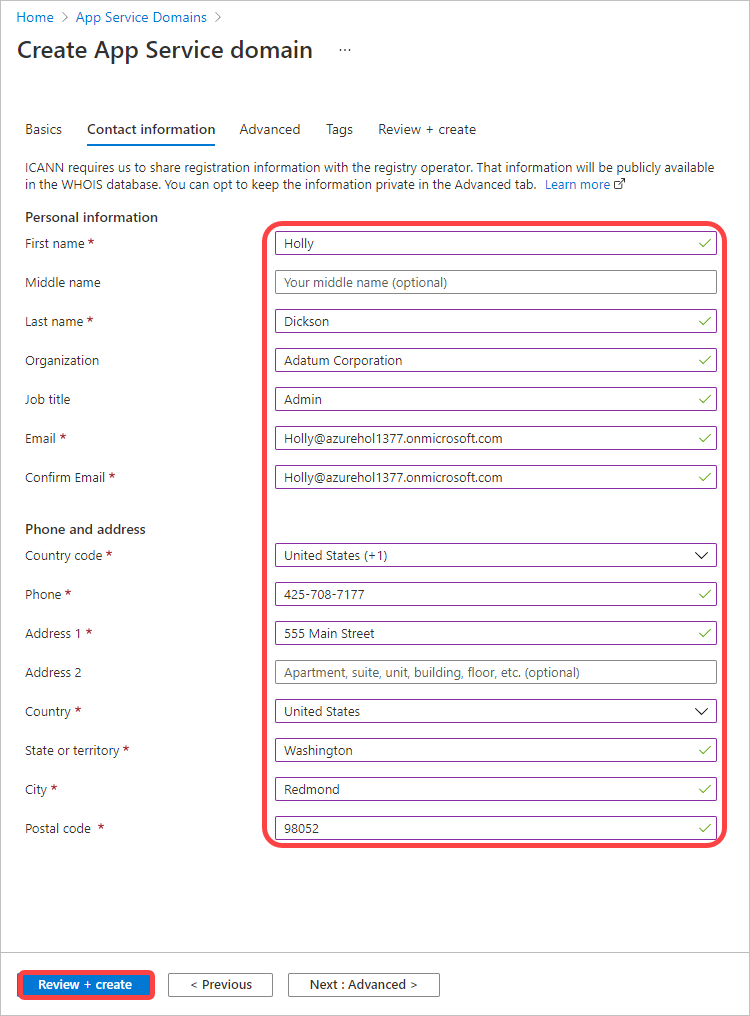 Home > App Service Domains >
Create App Service domain ...
Basics Contact information Advanced Tags Review + create
ICANN requires us to share registration information with the registry operator. That information will be publicly available
in the WHOIS database. You can opt to keep the information private in the Advanced tab. Learn more
Personal information
First name * Holly
Middle name Your middle name (optional)
Last name * Dickson
Organization Adatum Corporation
Job title Admin
Email * Holly@azurehol1377.onmicrosoft.com
Confirm Email * Holly@azurehol1377.onmicrosoft.com
Phone and address
Country code * United States (+1)
Phone * 425-708-7177
Address 1 * 555 Main Street
Address 2 Apartment, suite, unit, building, floor, etc. (optional)
Country * United States
State or territory * Washington
City * Redmond
Postal code * 98052
Review + create < Previous Next : Advanced >